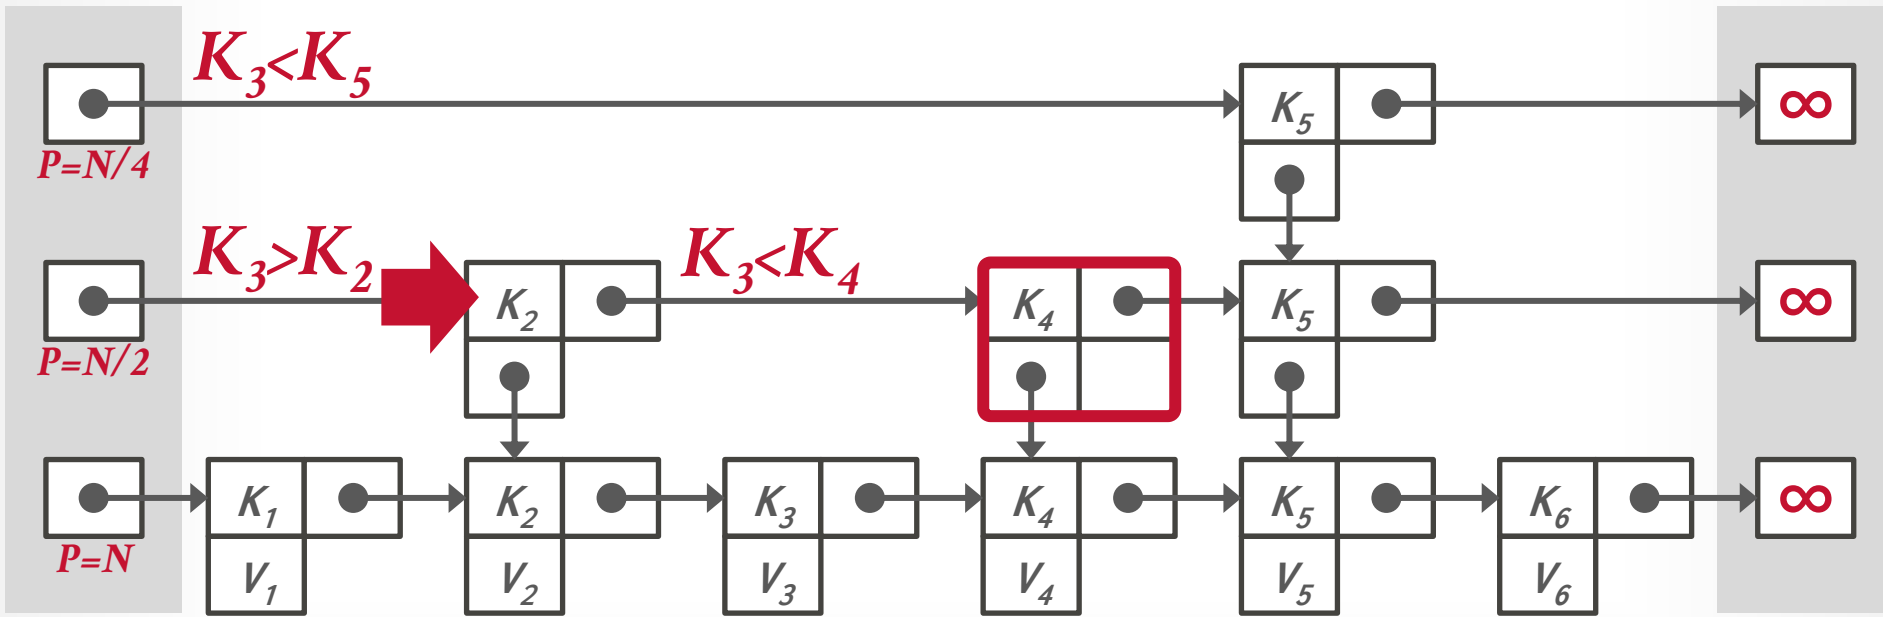 K₃<K₅
K₅ ∞
P=N/4
K₃>K₂ K₂ K₃<K₄ K₄ K₅ ∞
P=N/2
K₁ K₂ K₃ K₄ K₅ K₆ ∞
P=N
V₁ V₂ V₃ V₄ V₅ V₆